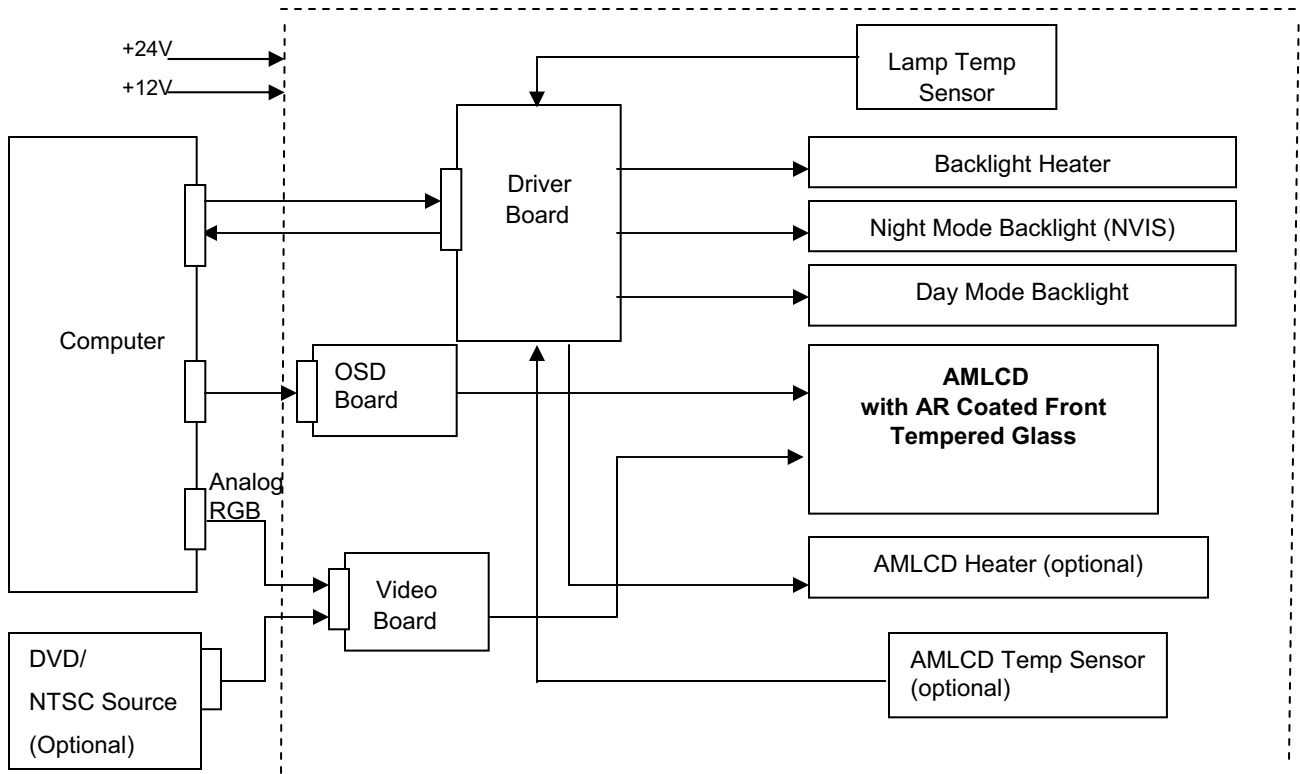 +24V
+12V
Lamp Temp
Sensor
Driver
Board
Backlight Heater
Night Mode Backlight (NVIS)
Day Mode Backlight
Computer
OSD
Board
AMLCD
with AR Coated Front
Tempered Glass
Analog
RGB
Video
Board
AMLCD Heater (optional)
DVD/
NTSC Source
(Optional)
AMLCD Temp Sensor
(optional)